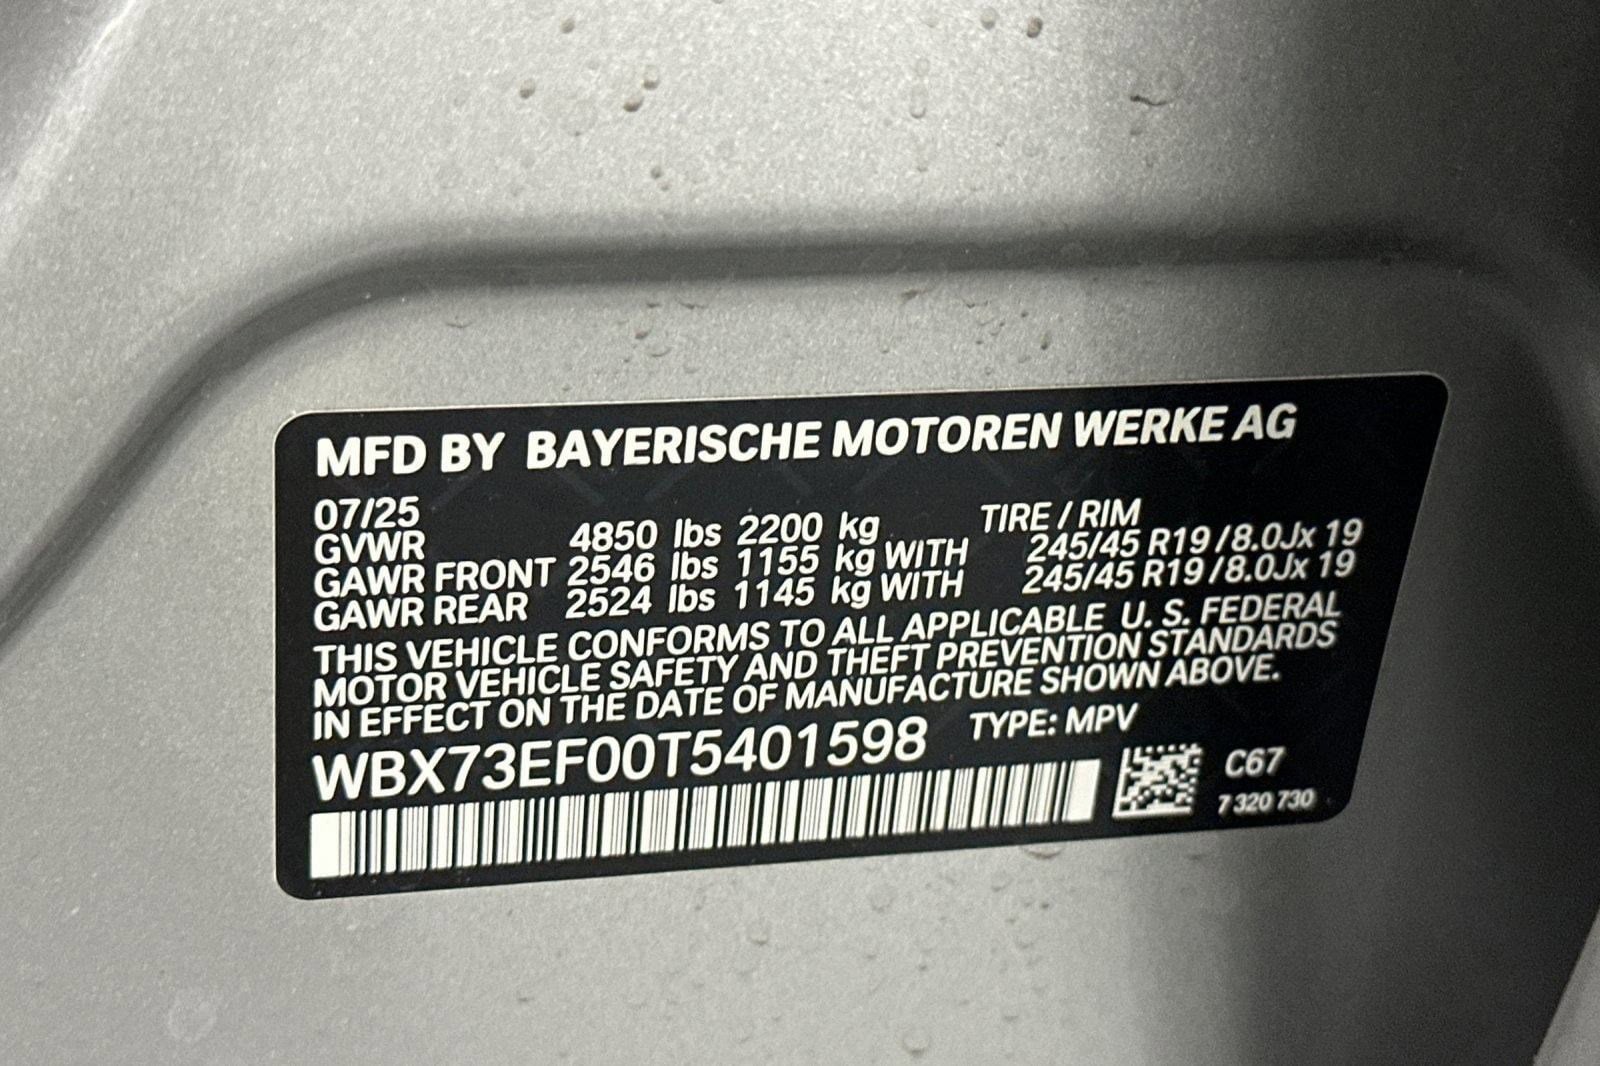 MFD BY BAYERISCHE MOTOREN WERKE AG
07/25
TIRE / RIM
GVWR 4850 lbs 2200 kg
GAWR FRONT 2546 lbs 1155 kg WITH 245/45 R19 / 8.0Jx 19
GAWR REAR 2524 lbs 1145 kg WITH 245/45 R19 / 8.0Jx 19
THIS VEHICLE CONFORMS TO ALL APPLICABLE U. S. FEDERAL
MOTOR VEHICLE SAFETY AND THEFT PREVENTION STANDARDS
IN EFFECT ON THE DATE OF MANUFACTURE SHOWN ABOVE.
WBX73EF00T5401598 TYPE: MPV
C67
7 320 730